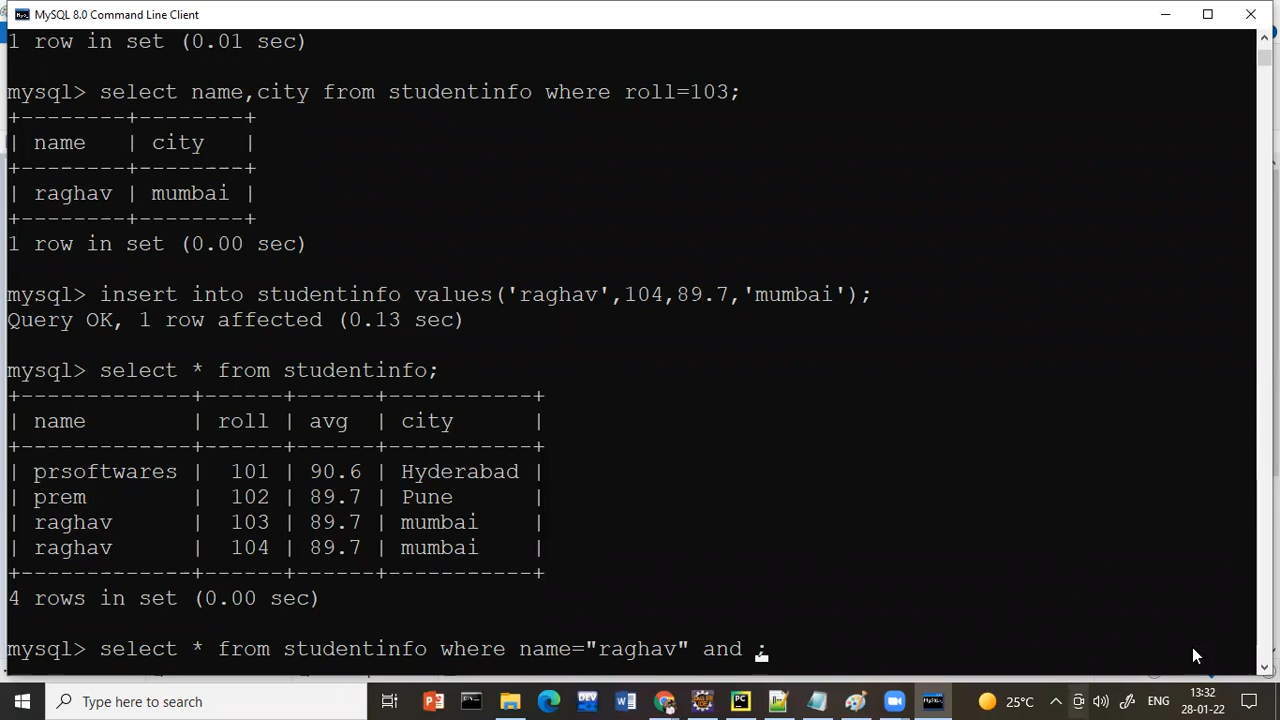 MySQL 8.0 Command Line Client
1 row in set (0.01 sec)
mysql> select name,city from studentinfo where roll=103;
+--------+--------+
| name   | city   |
+--------+--------+
| raghav | mumbai |
+--------+--------+
1 row in set (0.00 sec)
mysql> insert into studentinfo values('raghav',104,89.7,'mumbai');
Query OK, 1 row affected (0.13 sec)
mysql> select * from studentinfo;
+-------------+------+------+-----------+
| name        | roll | avg  | city      |
+-------------+------+------+-----------+
| prsoftwares |  101 | 90.6 | Hyderabad |
| prem        |  102 | 89.7 | Pune      |
| raghav      |  103 | 89.7 | mumbai    |
| raghav      |  104 | 89.7 | mumbai    |
+-------------+------+------+-----------+
4 rows in set (0.00 sec)
mysql> select * from studentinfo where name="raghav" and ;
Type here to search
25°C
ENG
13:32
28-01-22